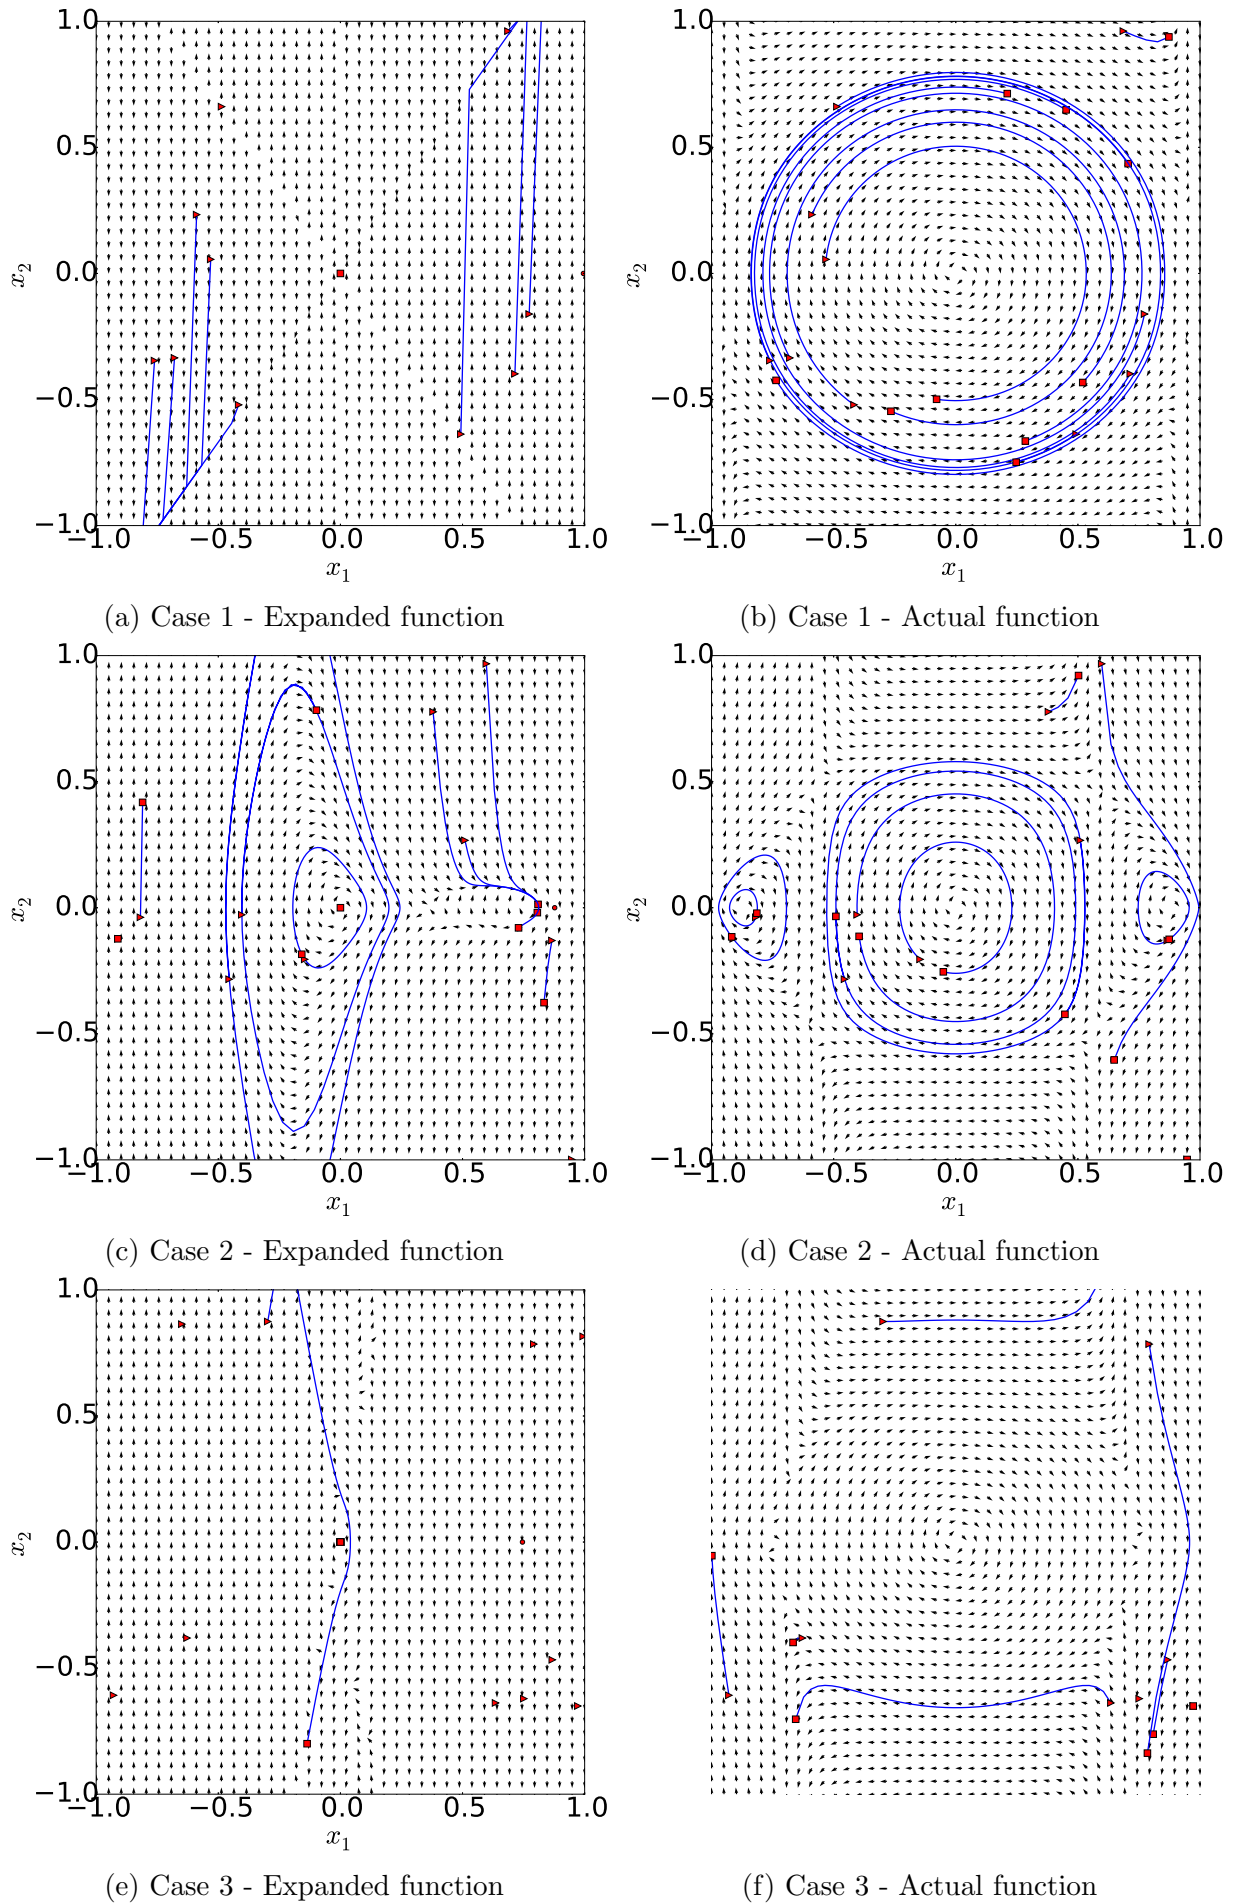 1.0 1.0
0.5 0.5
x2 0.0 x2 0.0
−0.5 −0.5
−1.0 −1.0
−1.0 −0.5 0.0 0.5 1.0 −1.0 −0.5 0.0 0.5 1.0
x1 x1
(a) Case 1 - Expanded function (b) Case 1 - Actual function
1.0 1.0
0.5 0.5
x2 0.0 x2 0.0
−0.5 −0.5
−1.0 −1.0
−1.0 −0.5 0.0 0.5 1.0 −1.0 −0.5 0.0 0.5 1.0
x1 x1
(c) Case 2 - Expanded function (d) Case 2 - Actual function
1.0
0.5
x2 0.0
−0.5
−1.0
−1.0 −0.5 0.0 0.5 1.0
x1
(e) Case 3 - Expanded function (f) Case 3 - Actual function